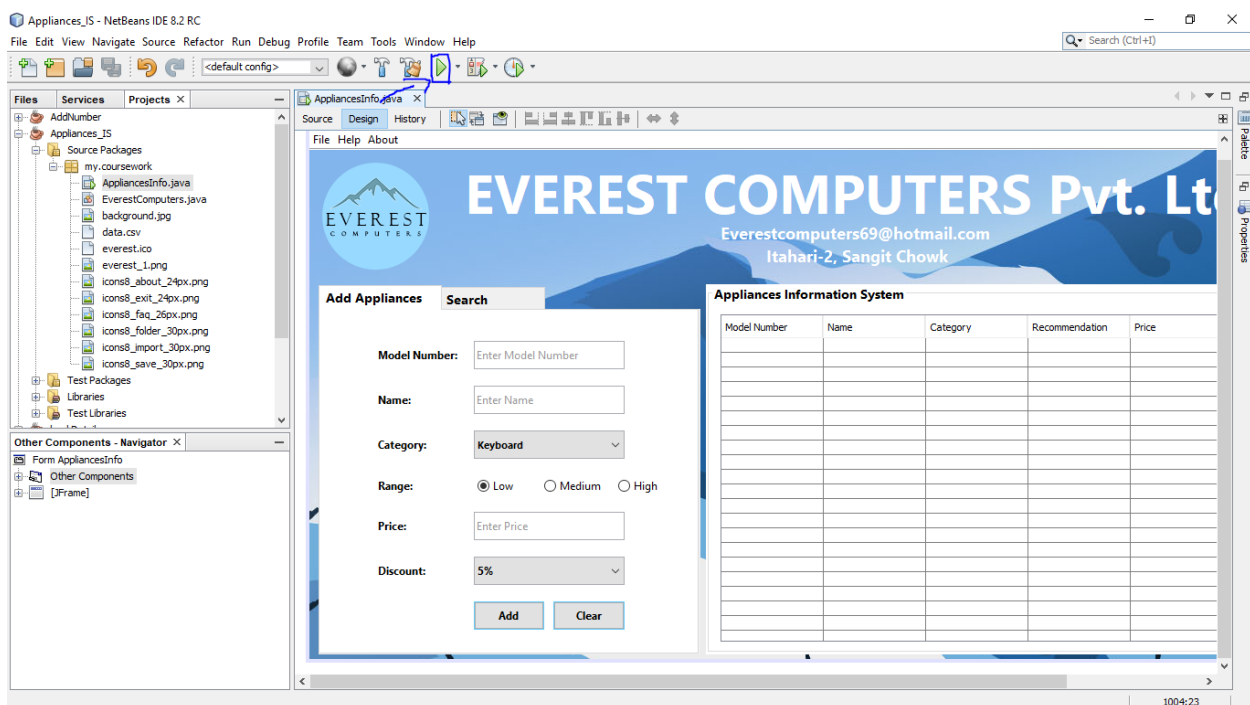 Appliances_IS - NetBeans IDE 8.2 RC
File Edit View Navigate Source Refactor Run Debug Profile Team Tools Window Help
Search (Ctrl+I)
<default config>
Files Services Projects
AppliancesInfo.java
Source Design History
AddNumber
Appliances_IS
Source Packages
my.coursework
AppliancesInfo.java
EverestComputers.java
background.jpg
data.csv
everest.ico
everest_1.png
icons8_about_24px.png
icons8_exit_24px.png
icons8_faq_26px.png
icons8_folder_30px.png
icons8_import_30px.png
icons8_save_30px.png
Test Packages
Libraries
Test Libraries
Other Components - Navigator
Form AppliancesInfo
Other Components
[JFrame]
File Help About
EVEREST
COMPUTERS
EVEREST COMPUTERS Pvt. Lt
Everestcomputers69@hotmail.com
Itahari-2, Sangit Chowk
Add Appliances Search
Model Number: Enter Model Number
Name: Enter Name
Category: Keyboard
Range: Low Medium High
Price: Enter Price
Discount: 5%
Add Clear
Appliances Information System
Model Number Name Category Recommendation Price
Palette
Properties
1004:23